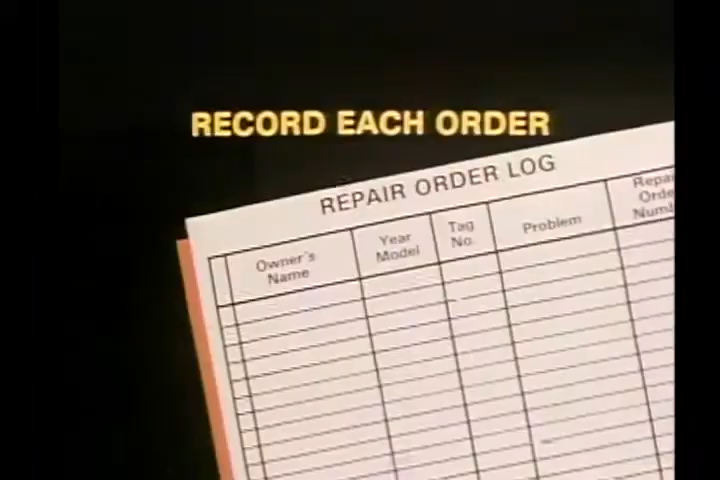 RECORD EACH ORDER
REPAIR ORDER LOG
Owner's
Name
Year
Model
Tag
No.
Problem